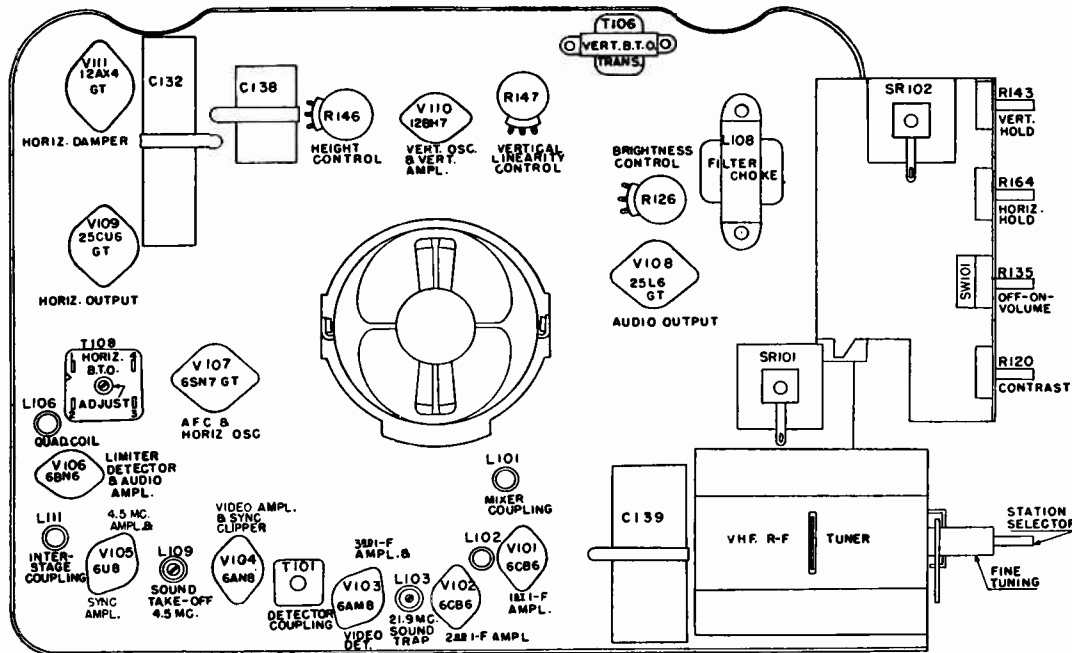 T106
VERT. B.T.O.
TRANS.
V111
12AX4
GT
HORIZ. DAMPER
C132
C138
R146
HEIGHT
CONTROL
V110
12BH7
VERT. OSC.
& VERT.
AMPL.
R147
VERTICAL
LINEARITY
CONTROL
BRIGHTNESS
CONTROL
R126
L108
FILTER CHOKE
SR102
R143
VERT.
HOLD
R164
HORIZ.
HOLD
SW101
R135
OFF-ON-
VOLUME
R120
CONTRAST
V109
25CU6
GT
HORIZ. OUTPUT
V108
25L6
GT
AUDIO OUTPUT
SR101
T108
1 HORIZ. 4
B.T.O.
ADJUST
2 3
L106
QUAD. COIL
V107
6SN7 GT
AFC &
HORIZ OSC
V106
6BN6
LIMITER
DETECTOR
& AUDIO
AMPL.
L111
INTER-
STAGE
COUPLING
4.5 MC.
AMPL. &
V105
6U8
SYNC
AMPL.
L109
SOUND
TAKE-OFF
4.5 MC.
VIDEO AMPL.
& SYNC
CLIPPER
V104
6AN8
T101
DETECTOR
COUPLING
3RD I-F
AMPL. &
V103
6AM8
VIDEO
DET.
L103
21.9 MC.
SOUND
TRAP
L101
MIXER
COUPLING
L102
V102
6CB6
2ND I-F AMPL
V101
6CB6
1ST I-F
AMPL.
C139
VHF. R-F TUNER
STATION
SELECTOR
FINE
TUNING